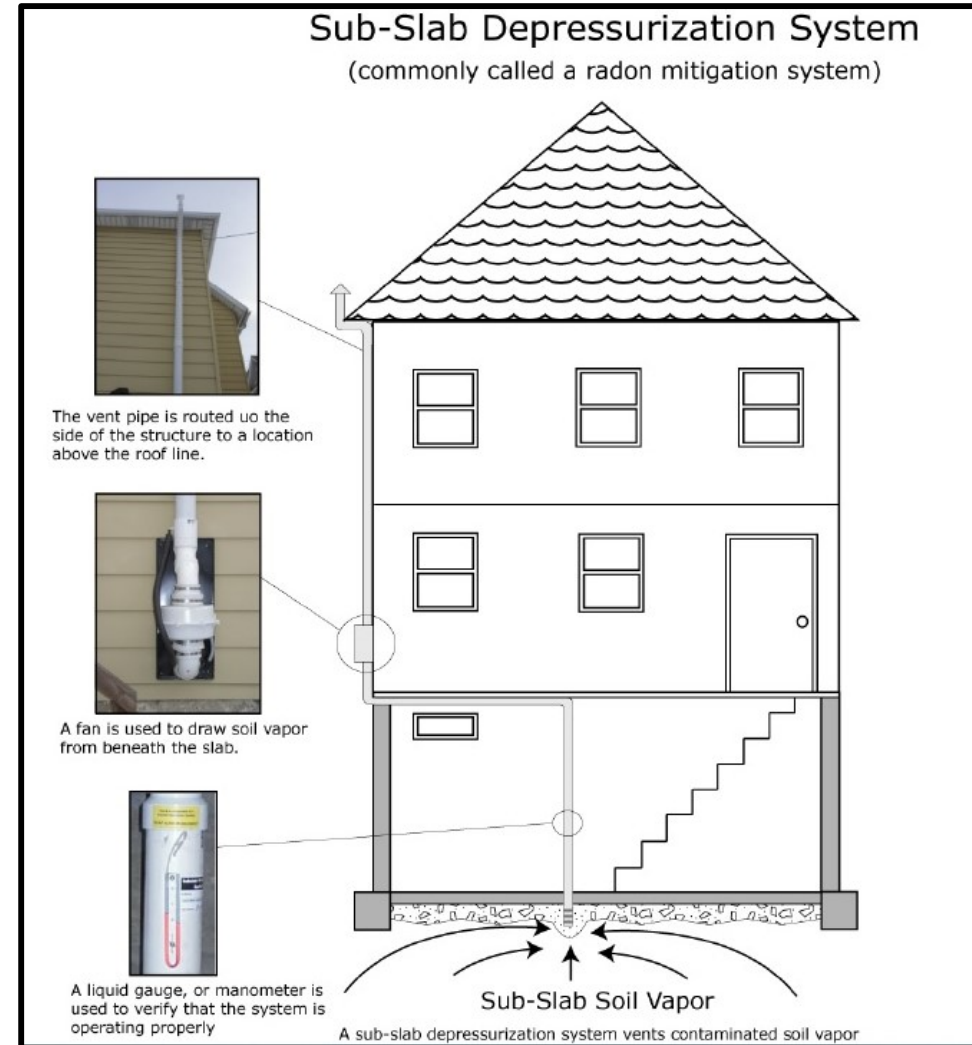 Sub-Slab Depressurization System
(commonly called a radon mitigation system)
The vent pipe is routed uo the
side of the structure to a location
above the roof line.
A fan is used to draw soil vapor
from beneath the slab.
A liquid gauge, or manometer is
used to verify that the system is
operating properly
Sub-Slab Soil Vapor
A sub-slab depressurization system vents contaminated soil vapor